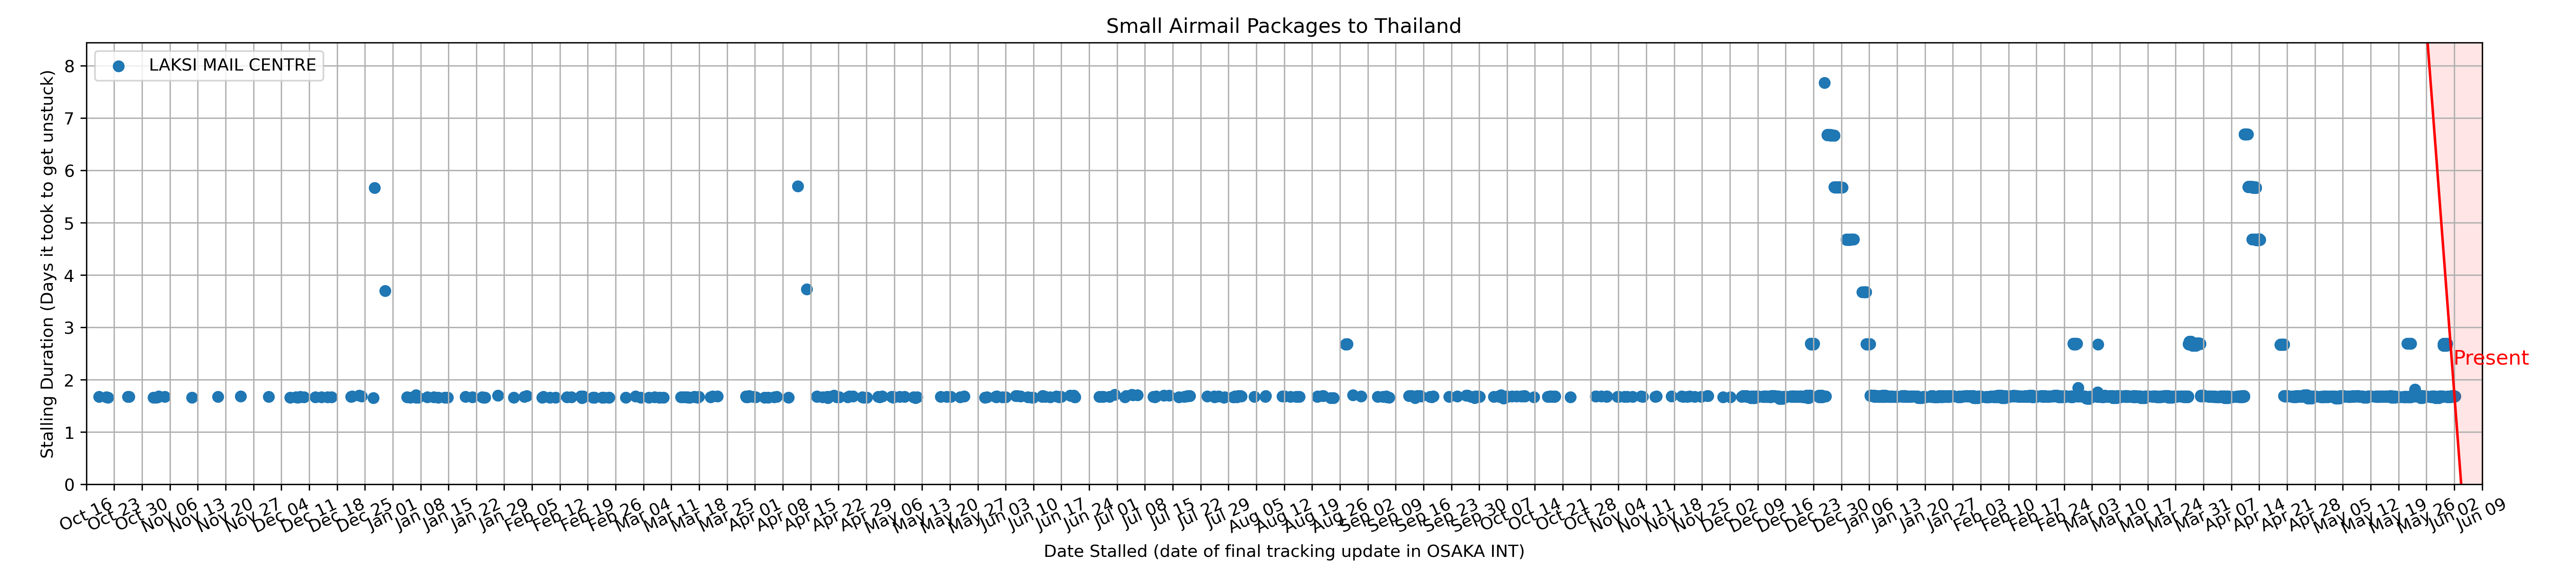 Small Airmail Packages to Thailand
LAKSI MAIL CENTRE
Stalling Duration (Days it took to get unstuck)
8
7
6
5
4
3
2
1
0
Present
Oct 16 Oct 23 Oct 30 Nov 06 Nov 13 Nov 20 Nov 27 Dec 04 Dec 11 Dec 18 Dec 25 Jan 01 Jan 08 Jan 15 Jan 22 Jan 29 Feb 05 Feb 12 Feb 19 Feb 26 Mar 04 Mar 11 Mar 18 Mar 25 Apr 01 Apr 08 Apr 15 Apr 22 Apr 29 May 06 May 13 May 20 May 27 Jun 03 Jun 10 Jun 17 Jun 24 Jul 01 Jul 08 Jul 15 Jul 22 Jul 29 Aug 05 Aug 12 Aug 19 Aug 26 Sep 02 Sep 09 Sep 16 Sep 23 Sep 30 Oct 07 Oct 14 Oct 21 Oct 28 Nov 04 Nov 11 Nov 18 Nov 25 Dec 02 Dec 09 Dec 16 Dec 23 Dec 30 Jan 06 Jan 13 Jan 20 Jan 27 Feb 03 Feb 10 Feb 17 Feb 24 Mar 03 Mar 10 Mar 17 Mar 24 Mar 31 Apr 07 Apr 14 Apr 21 Apr 28 May 05 May 12 May 19 May 26 Jun 02 Jun 09
Date Stalled (date of final tracking update in OSAKA INT)